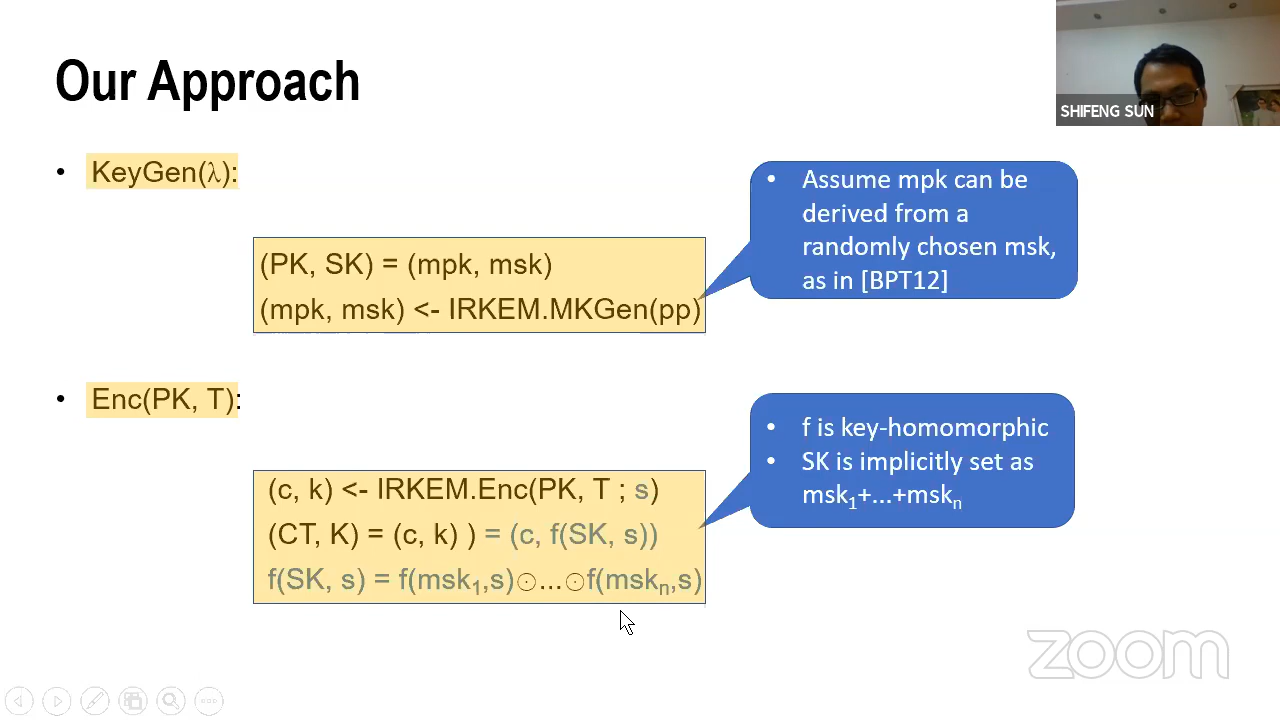 Our Approach
SHIFENG SUN
• KeyGen(λ):
(PK, SK) = (mpk, msk)
(mpk, msk) <- IRKEM.MKGen(pp)
• Assume mpk can be
derived from a
randomly chosen msk,
as in [BPT12]
• Enc(PK, T):
(c, k) <- IRKEM.Enc(PK, T ; s)
(CT, K) = (c, k) ) = (c, f(SK, s))
f(SK, s) = f(msk₁,s)⊙...⊙f(mskₙ,s)
• f is key-homomorphic
• SK is implicitly set as
msk₁+...+mskₙ
zoom